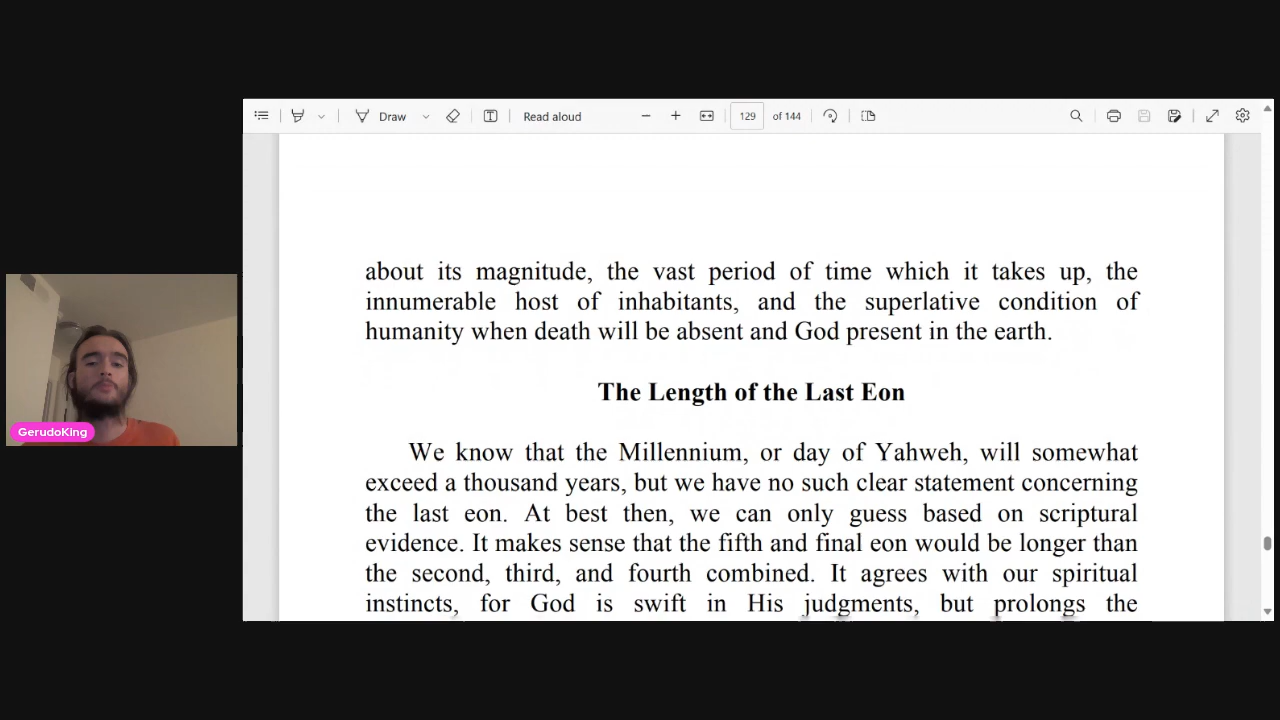 Draw
Read aloud
129 of 144
about its magnitude, the vast period of time which it takes up, the
innumerable host of inhabitants, and the superlative condition of
humanity when death will be absent and God present in the earth.
The Length of the Last Eon
We know that the Millennium, or day of Yahweh, will somewhat
exceed a thousand years, but we have no such clear statement concerning
the last eon. At best then, we can only guess based on scriptural
evidence. It makes sense that the fifth and final eon would be longer than
the second, third, and fourth combined. It agrees with our spiritual
instincts, for God is swift in His judgments, but prolongs the
GerudoKing